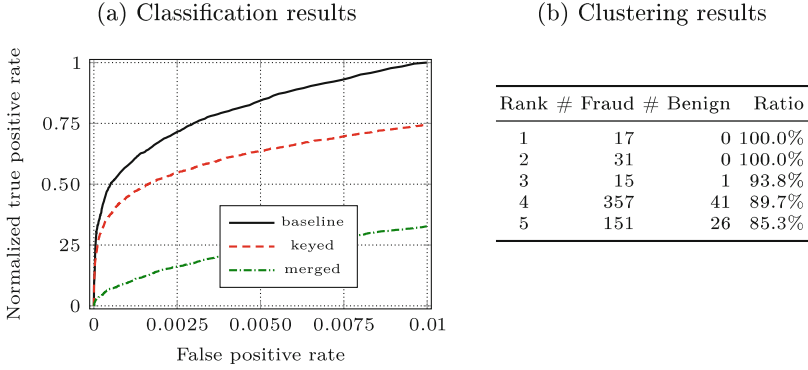 (a) Classification results
Normalized true positive rate
1
0.75
0.50
25
0
baseline
keyed
merged
0 0.0025 0.0050 0.0075 0.01
False positive rate
(b) Clustering results
Rank # Fraud # Benign Ratio
1 17 0 100.0%
2 31 0 100.0%
3 15 1 93.8%
4 357 41 89.7%
5 151 26 85.3%